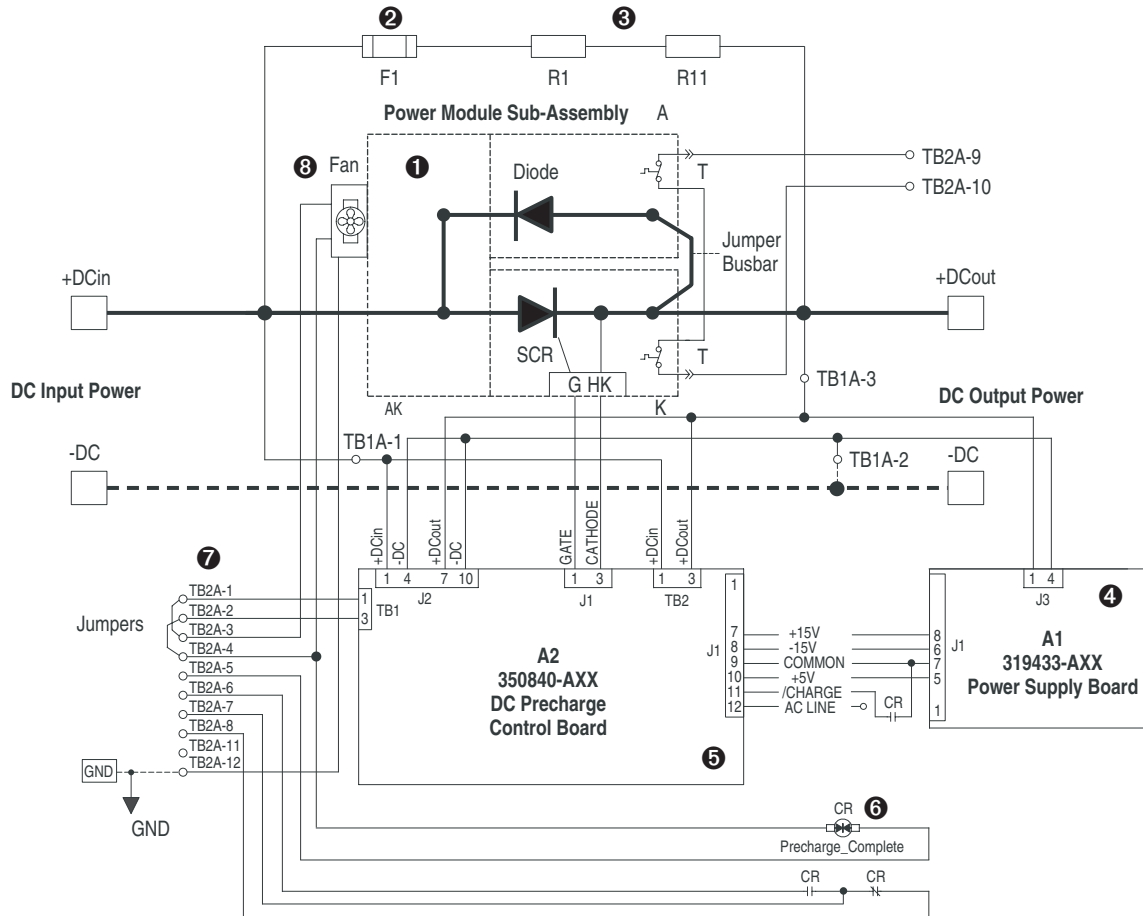 ❷ ❸
F1 R1 R11
Power Module Sub-Assembly A
❽ Fan ❶
Diode
T
TB2A-9
TB2A-10
Jumper
Busbar
+DCin
+DCout
SCR
T
G HK
AK
K
TB1A-3
DC Input Power
DC Output Power
TB1A-1
-DC
TB1A-2
-DC
+DCin
-DC
+DCout
-DC
GATE
CATHODE
+DCin
+DCout
❼
1 4 7 10
J2
1 3
J1
1 3
TB2
1 4
J3
❹
TB2A-1
TB2A-2
TB2A-3
TB2A-4
TB2A-5
TB2A-6
TB2A-7
TB2A-8
TB2A-11
TB2A-12
Jumpers
1
3
TB1
A2
350840-AXX
DC Precharge
Control Board
❺
1
J1
7 +15V 8
8 -15V 6
9 COMMON 7
10 +5V 5
11 /CHARGE
12 AC LINE
CR
J1
1
A1
319433-AXX
Power Supply Board
GND
GND
CR ❻
Precharge_Complete
CR CR